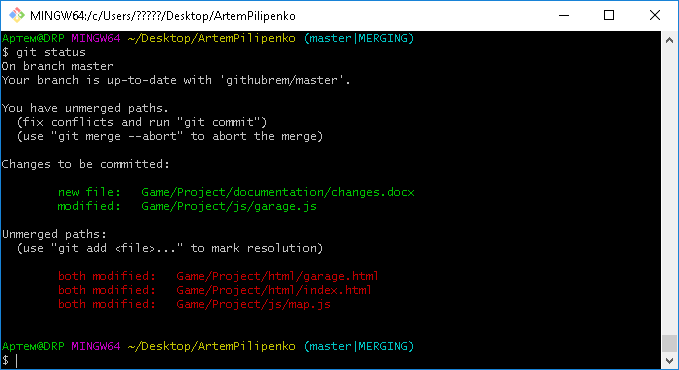 MINGW64:/c/Users/?????/Desktop/ArtemPilipenko
Артем@DRP MINGW64 ~/Desktop/ArtemPilipenko (master|MERGING)
$ git status
On branch master
Your branch is up-to-date with 'githubrem/master'.
You have unmerged paths.
(fix conflicts and run "git commit")
(use "git merge --abort" to abort the merge)
Changes to be committed:
new file:   Game/Project/documentation/changes.docx
modified:   Game/Project/js/garage.js
Unmerged paths:
(use "git add <file>..." to mark resolution)
both modified:   Game/Project/html/garage.html
both modified:   Game/Project/html/index.html
both modified:   Game/Project/js/map.js
Артем@DRP MINGW64 ~/Desktop/ArtemPilipenko (master|MERGING)
$